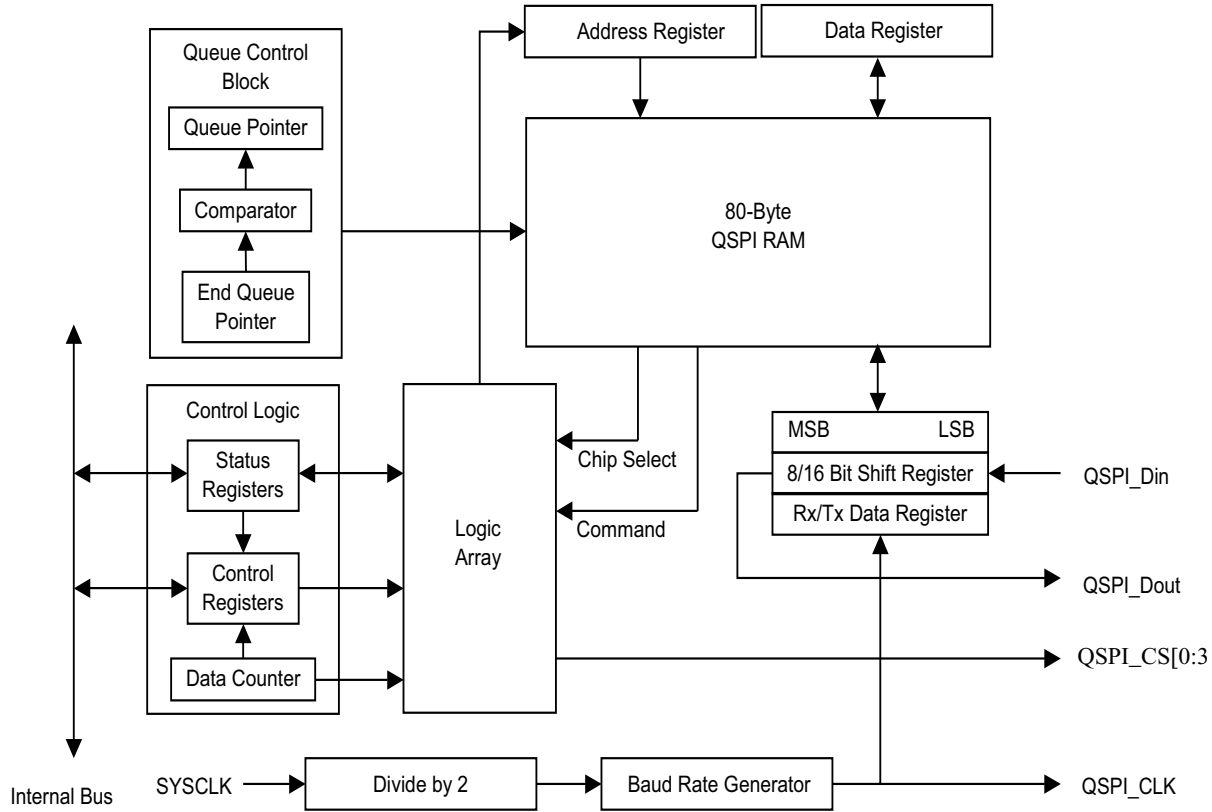 Address Register
Data Register
Queue Control
Block
Queue Pointer
Comparator
End Queue
Pointer
80-Byte
QSPI RAM
Control Logic
Status
Registers
Control
Registers
Data Counter
Logic
Array
Chip Select
Command
MSB LSB
8/16 Bit Shift Register
Rx/Tx Data Register
QSPI_Din
QSPI_Dout
QSPI_CS[0:3
Internal Bus
SYSCLK
Divide by 2
Baud Rate Generator
QSPI_CLK